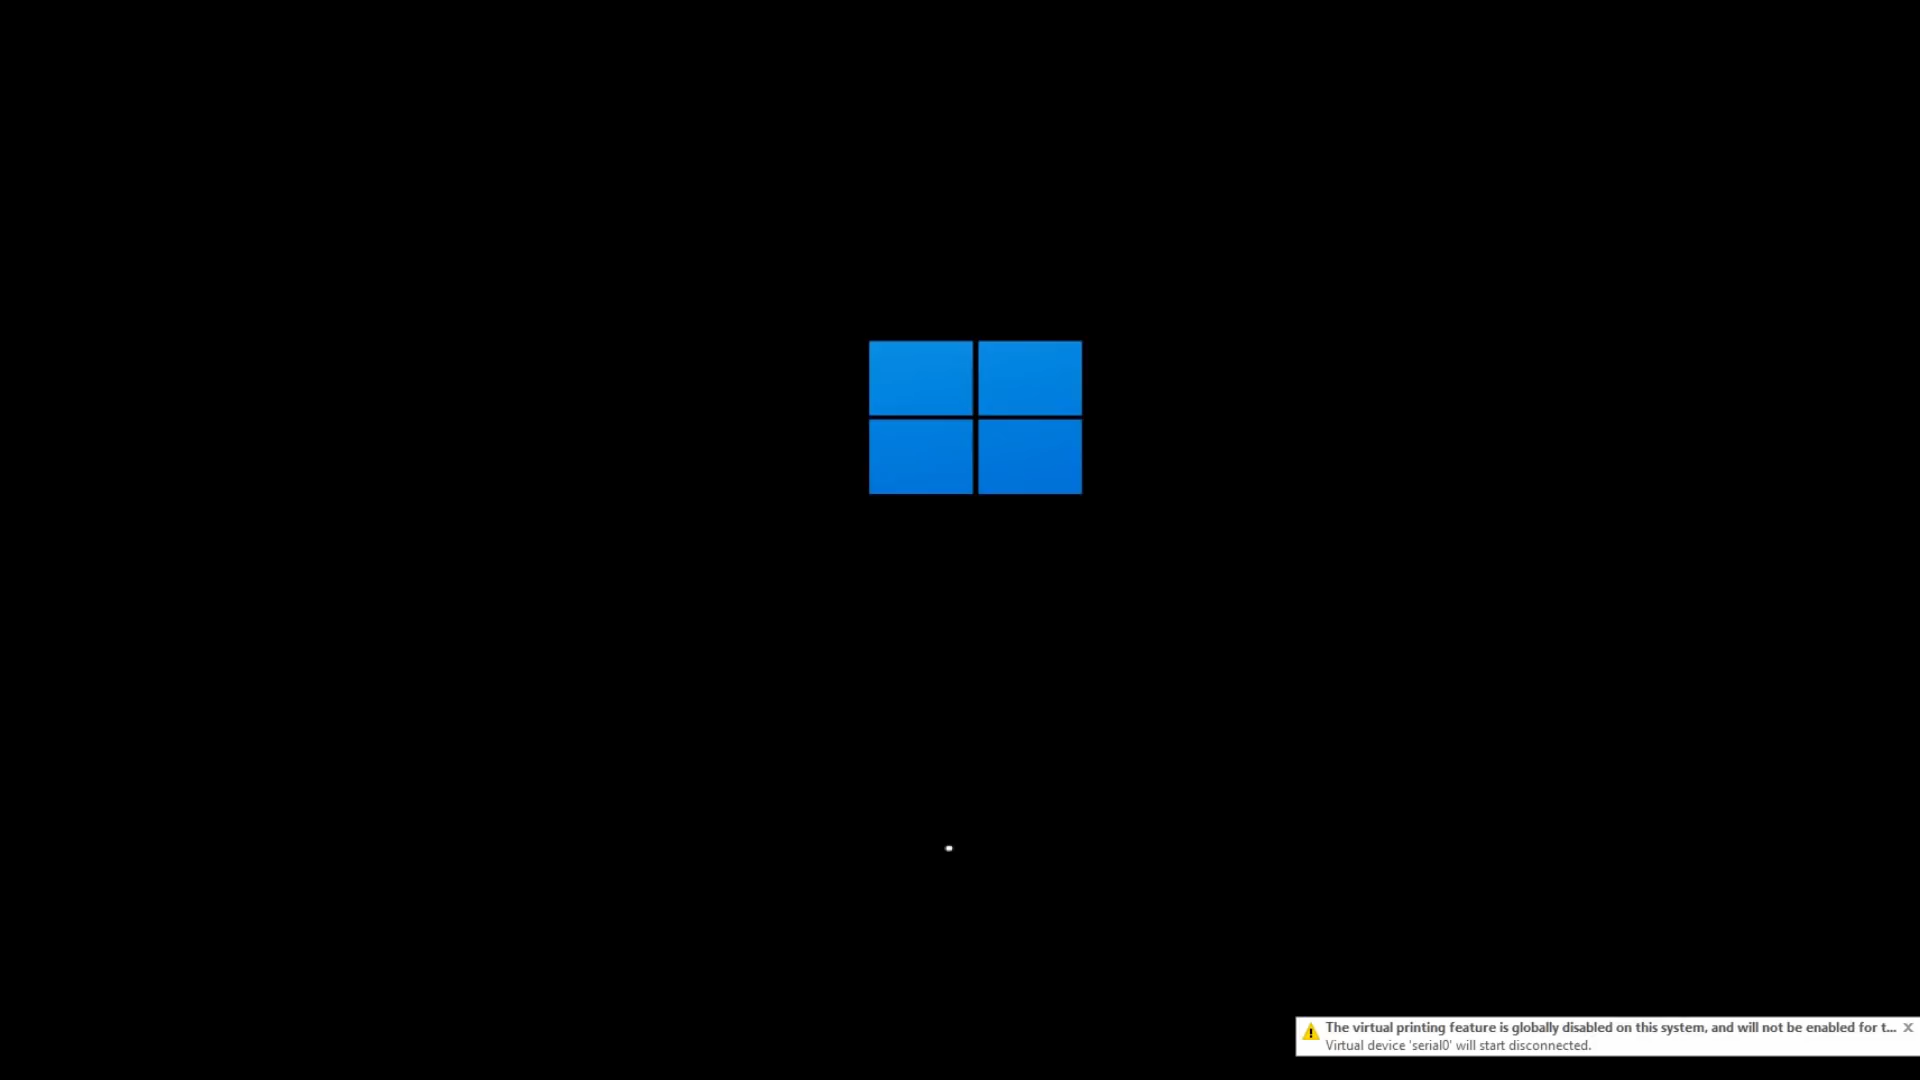 The virtual printing feature is globally disabled on this system, and will not be enabled for t...
Virtual device 'serial0' will start disconnected.